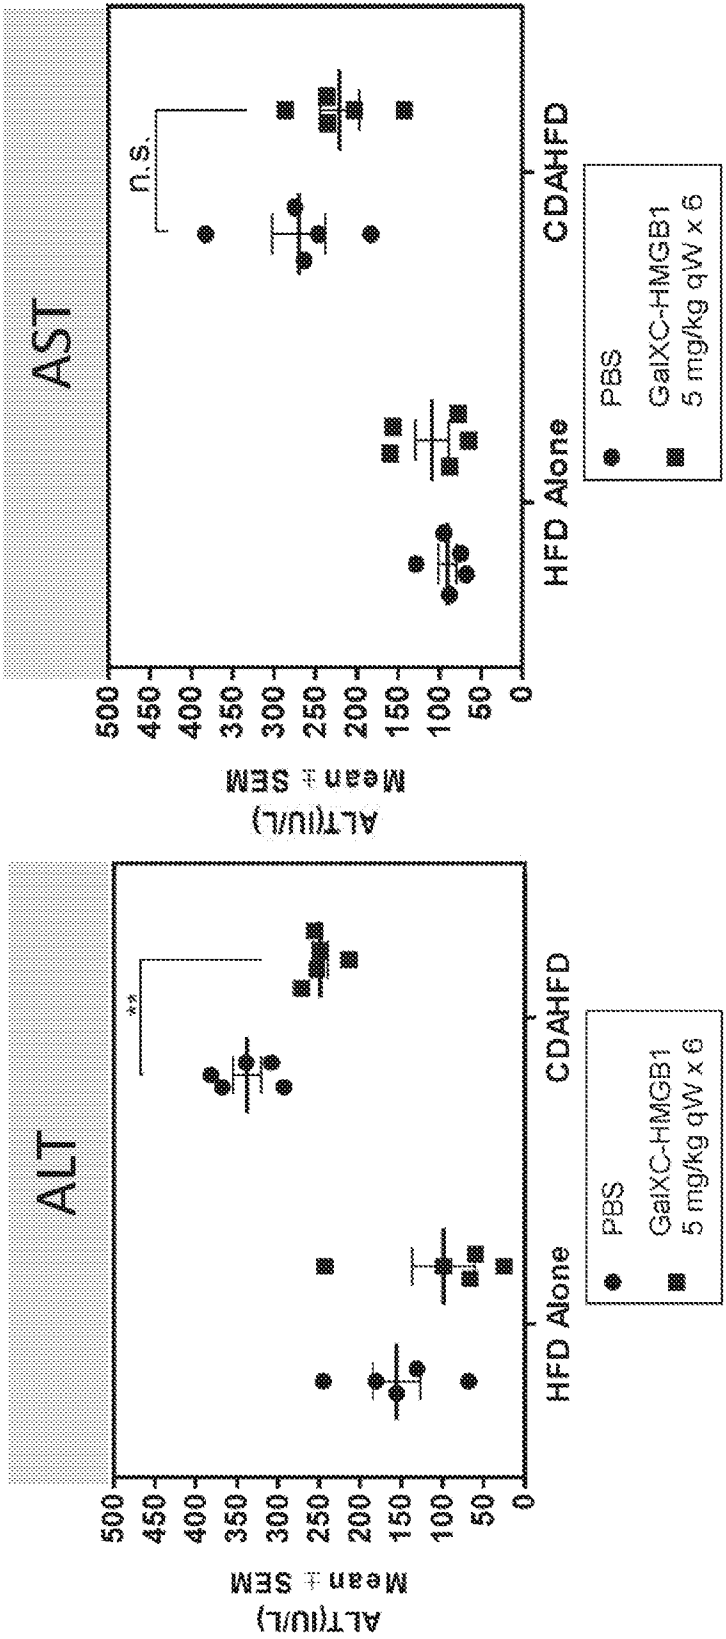 ALT
ALT(IU/L)
Mean ± SEM
500
450
400
350
300
250
200
150
100
50
0
**
HFD Alone
CDAHFD
PBS
GalXC-HMGB1
5 mg/kg qW x 6
AST
ALT(IU/L)
Mean ± SEM
500
450
400
350
300
250
200
150
100
50
0
n.s.
HFD Alone
CDAHFD
PBS
GalXC-HMGB1
5 mg/kg qW x 6